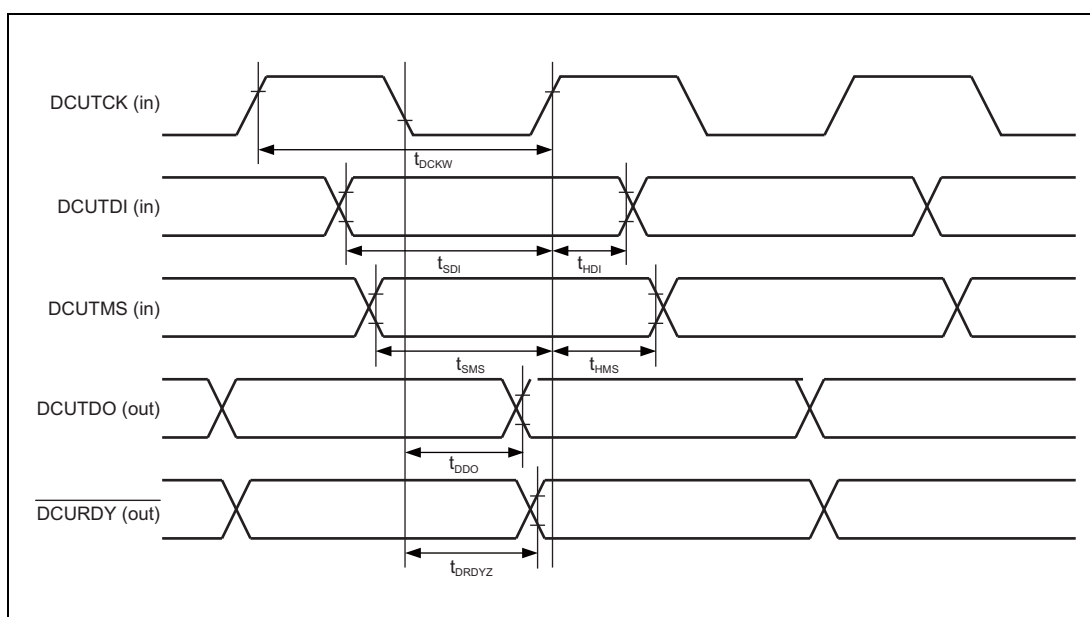 DCUTCK (in)
tDCKW
DCUTDI (in)
tSDI
tHDI
DCUTMS (in)
tSMS
tHMS
DCUTDO (out)
tDDO
DCURDY (out)
tDRDYZ